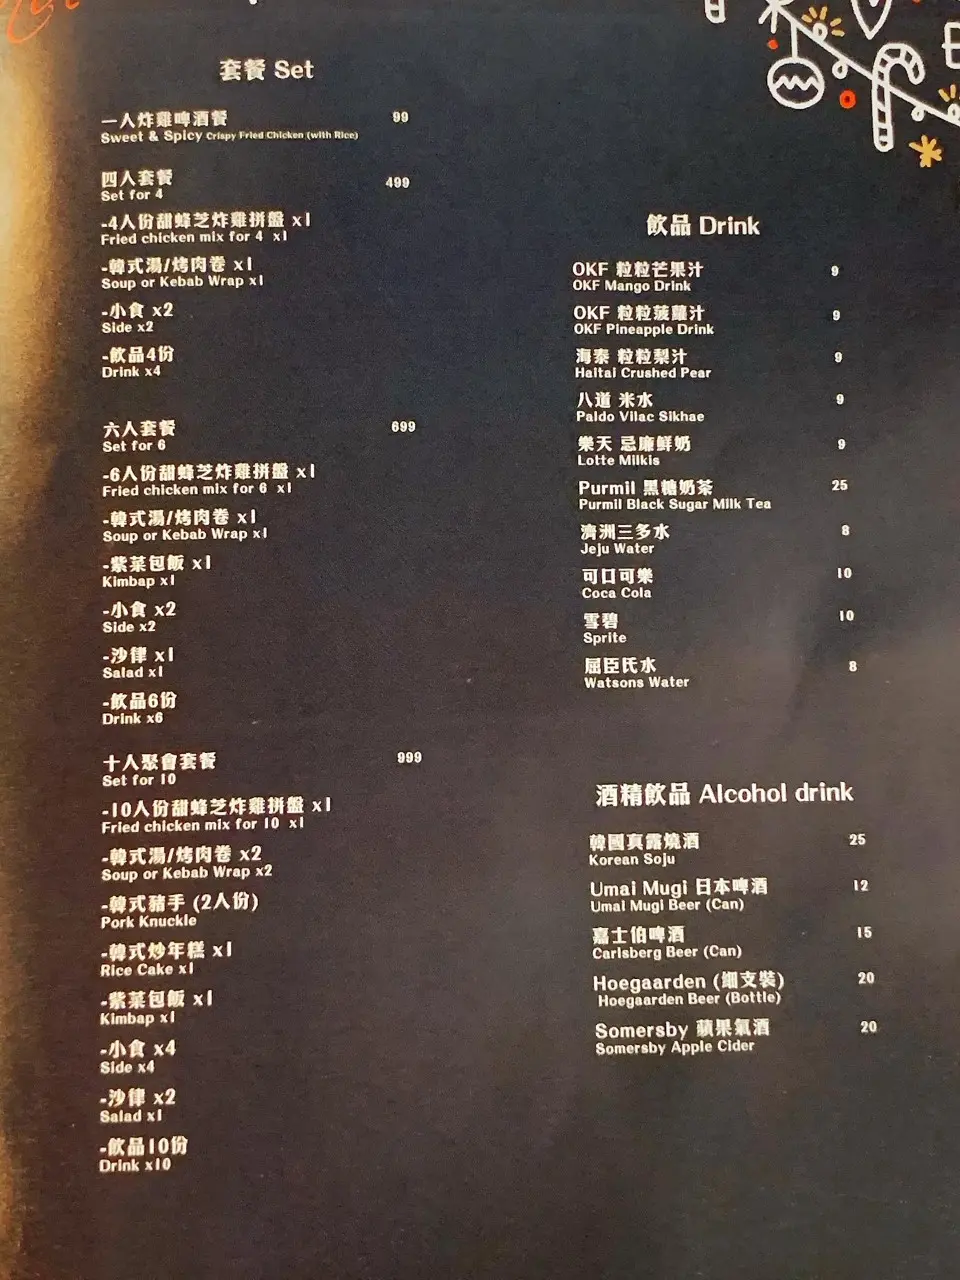 套餐 Set
一人炸雞啤酒餐 99
Sweet & Spicy Crispy Fried Chicken (with Rice)
四人套餐 499
Set for 4
-4人份甜蜂芝炸雞拼盤 x1
Fried chicken mix for 4 x1
-韓式湯/烤肉卷 x1
Soup or Kebab Wrap x1
-小食 x2
Side x2
-飲品4份
Drink x4
六人套餐 699
Set for 6
-6人份甜蜂芝炸雞拼盤 x1
Fried chicken mix for 6 x1
-韓式湯/烤肉卷 x1
Soup or Kebab Wrap x1
-紫菜包飯 x1
Kimbap x1
-小食 x2
Side x2
-沙律 x1
Salad x1
-飲品6份
Drink x6
十人聚會套餐 999
Set for 10
-10人份甜蜂芝炸雞拼盤 x1
Fried chicken mix for 10 x1
-韓式湯/烤肉卷 x2
Soup or Kebab Wrap x2
-韓式豬手 (2人份)
Pork Knuckle
-韓式炒年糕 x1
Rice Cake x1
-紫菜包飯 x1
Kimbap x1
-小食 x4
Side x4
-沙律 x2
Salad x1
-飲品10份
Drink x10
飲品 Drink
OKF 粒粒芒果汁 9
OKF Mango Drink
OKF 粒粒菠蘿汁 9
OKF Pineapple Drink
海泰 粒粒梨汁 9
Haitai Crushed Pear
八道 米水 9
Paldo Vilac Sikhae
樂天 忌廉鮮奶 9
Lotte Milkis
Purmil 黑糖奶茶 25
Purmil Black Sugar Milk Tea
濟洲三多水 8
Jeju Water
可口可樂 10
Coca Cola
雪碧 10
Sprite
屈臣氏水 8
Watsons Water
酒精飲品 Alcohol drink
韓國真露燒酒 25
Korean Soju
Umai Mugi 日本啤酒 12
Umai Mugi Beer (Can)
嘉士伯啤酒 15
Carlsberg Beer (Can)
Hoegaarden (細支裝) 20
Hoegaarden Beer (Bottle)
Somersby 蘋果氣酒 20
Somersby Apple Cider